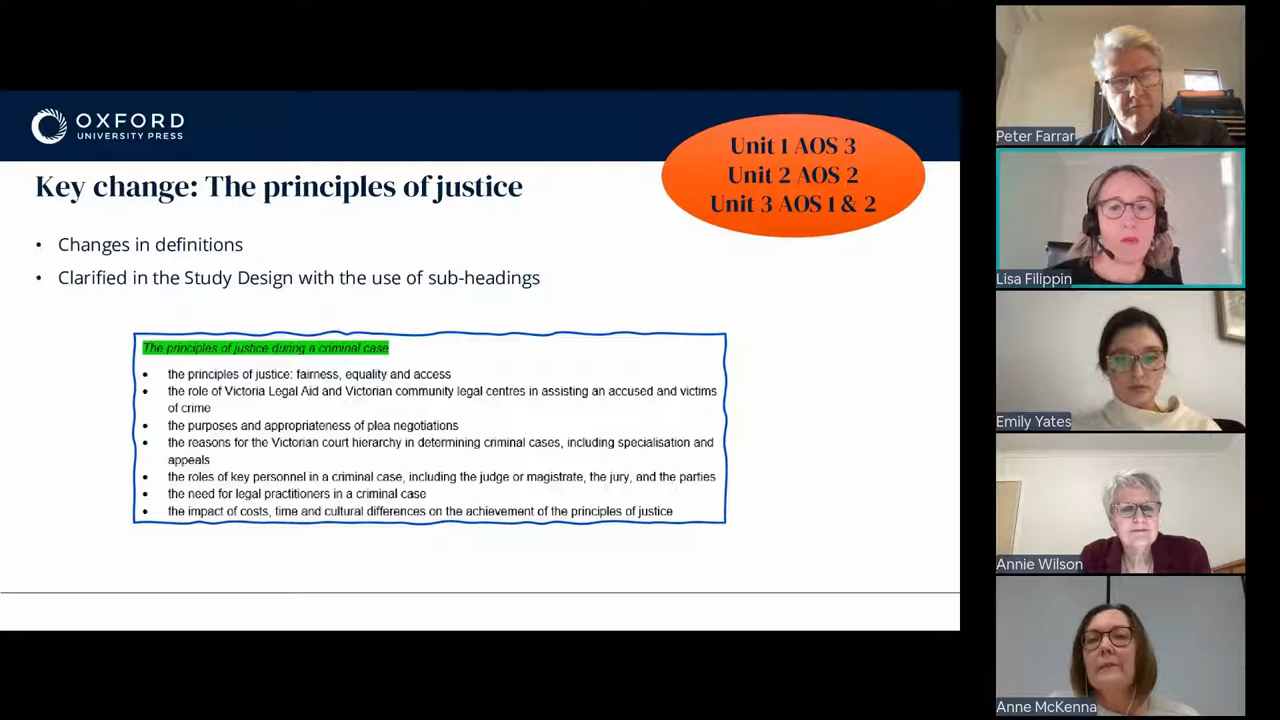 OXFORD
UNIVERSITY PRESS
Unit 1 AOS 3
Unit 2 AOS 2
Unit 3 AOS 1 & 2
Key change: The principles of justice
• Changes in definitions
• Clarified in the Study Design with the use of sub-headings
The principles of justice during a criminal case
• the principles of justice: fairness, equality and access
• the role of Victoria Legal Aid and Victorian community legal centres in assisting an accused and victims
of crime
• the purposes and appropriateness of plea negotiations
• the reasons for the Victorian court hierarchy in determining criminal cases, including specialisation and
appeals
• the roles of key personnel in a criminal case, including the judge or magistrate, the jury, and the parties
• the need for legal practitioners in a criminal case
• the impact of costs, time and cultural differences on the achievement of the principles of justice
Peter Farrar
Lisa Filippin
Emily Yates
Annie Wilson
Anne McKenna